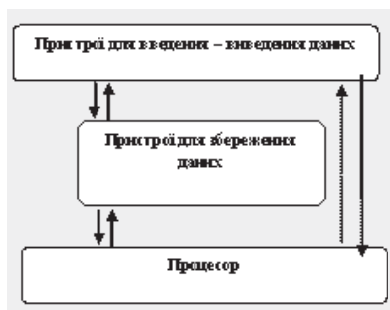 Пристрої для введення – виведення даних
Пристрої для збереження
даних
Процесор